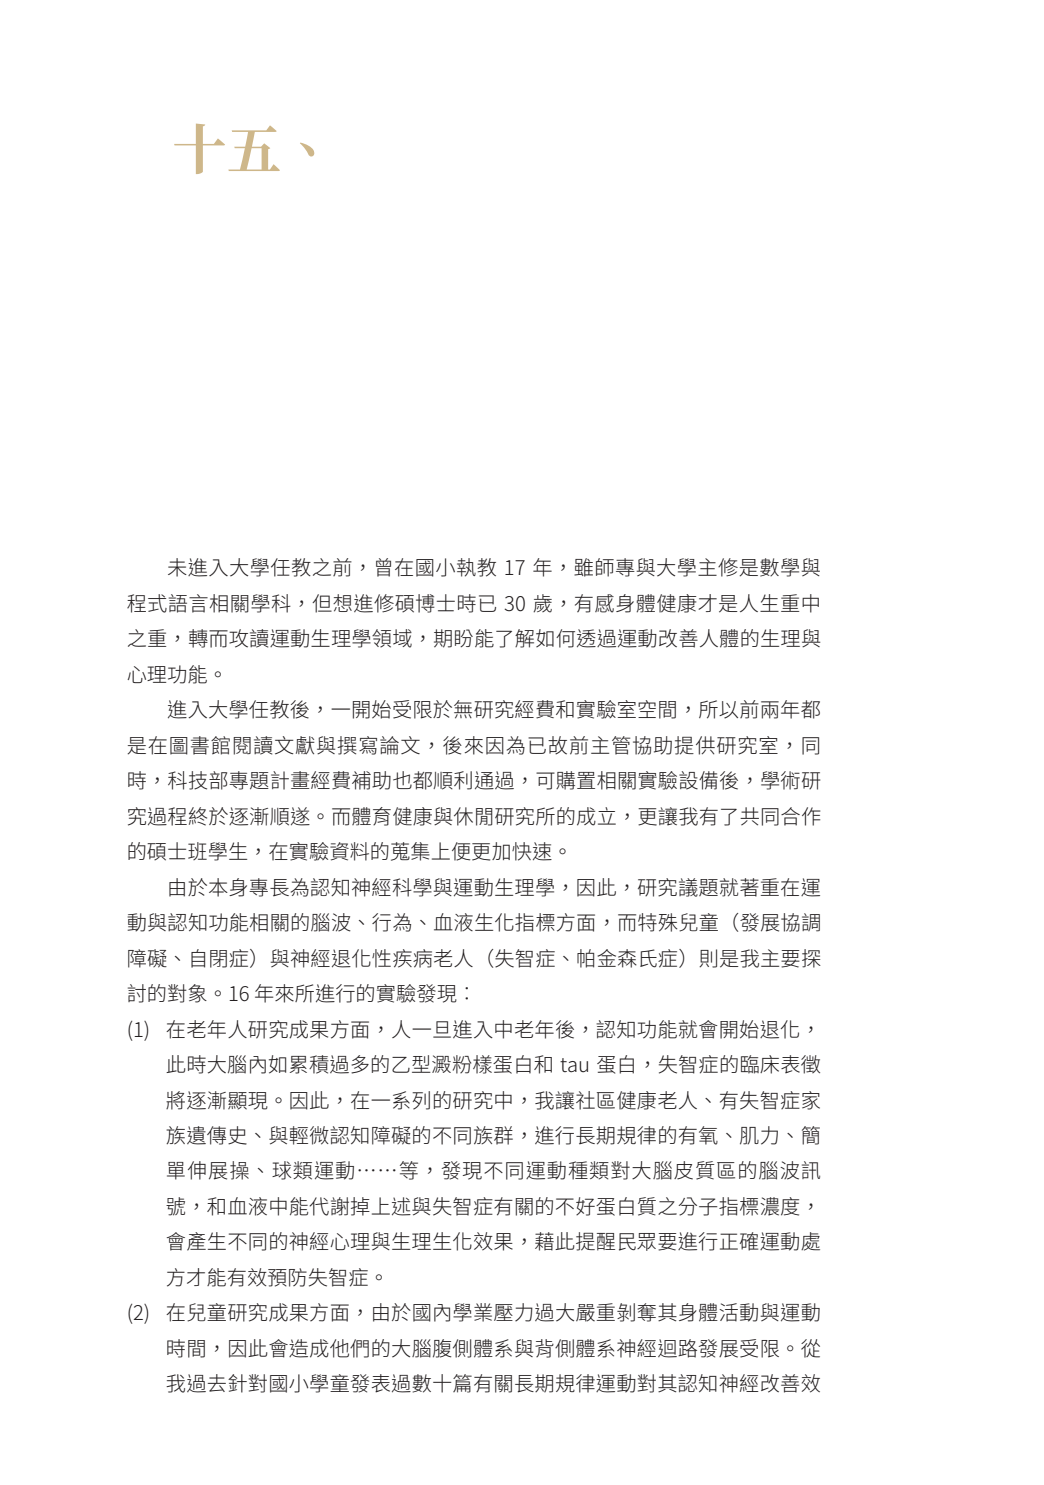 十五、
未進入大學任教之前，曾在國小執教 17 年，雖師專與大學主修是數學與
程式語言相關學科，但想進修碩博士時已 30 歲，有感身體健康才是人生重中
之重，轉而攻讀運動生理學領域，期盼能了解如何透過運動改善人體的生理與
心理功能。
進入大學任教後，一開始受限於無研究經費和實驗室空間，所以前兩年都
是在圖書館閱讀文獻與撰寫論文，後來因為已故前主管協助提供研究室，同
時，科技部專題計畫經費補助也都順利通過，可購置相關實驗設備後，學術研
究過程終於逐漸順遂。而體育健康與休閒研究所的成立，更讓我有了共同合作
的碩士班學生，在實驗資料的蒐集上便更加快速。
由於本身專長為認知神經科學與運動生理學，因此，研究議題就著重在運
動與認知功能相關的腦波、行為、血液生化指標方面，而特殊兒童（發展協調
障礙、自閉症）與神經退化性疾病老人（失智症、帕金森氏症）則是我主要探
討的對象。16 年來所進行的實驗發現：
(1) 在老年人研究成果方面，人一旦進入中老年後，認知功能就會開始退化，
此時大腦內如累積過多的乙型澱粉樣蛋白和 tau 蛋白，失智症的臨床表徵
將逐漸顯現。因此，在一系列的研究中，我讓社區健康老人、有失智症家
族遺傳史、與輕微認知障礙的不同族群，進行長期規律的有氧、肌力、簡
單伸展操、球類運動……等，發現不同運動種類對大腦皮質區的腦波訊
號，和血液中能代謝掉上述與失智症有關的不好蛋白質之分子指標濃度，
會產生不同的神經心理與生理生化效果，藉此提醒民眾要進行正確運動處
方才能有效預防失智症。
(2) 在兒童研究成果方面，由於國內學業壓力過大嚴重剝奪其身體活動與運動
時間，因此會造成他們的大腦腹側體系與背側體系神經迴路發展受限。從
我過去針對國小學童發表過數十篇有關長期規律運動對其認知神經改善效